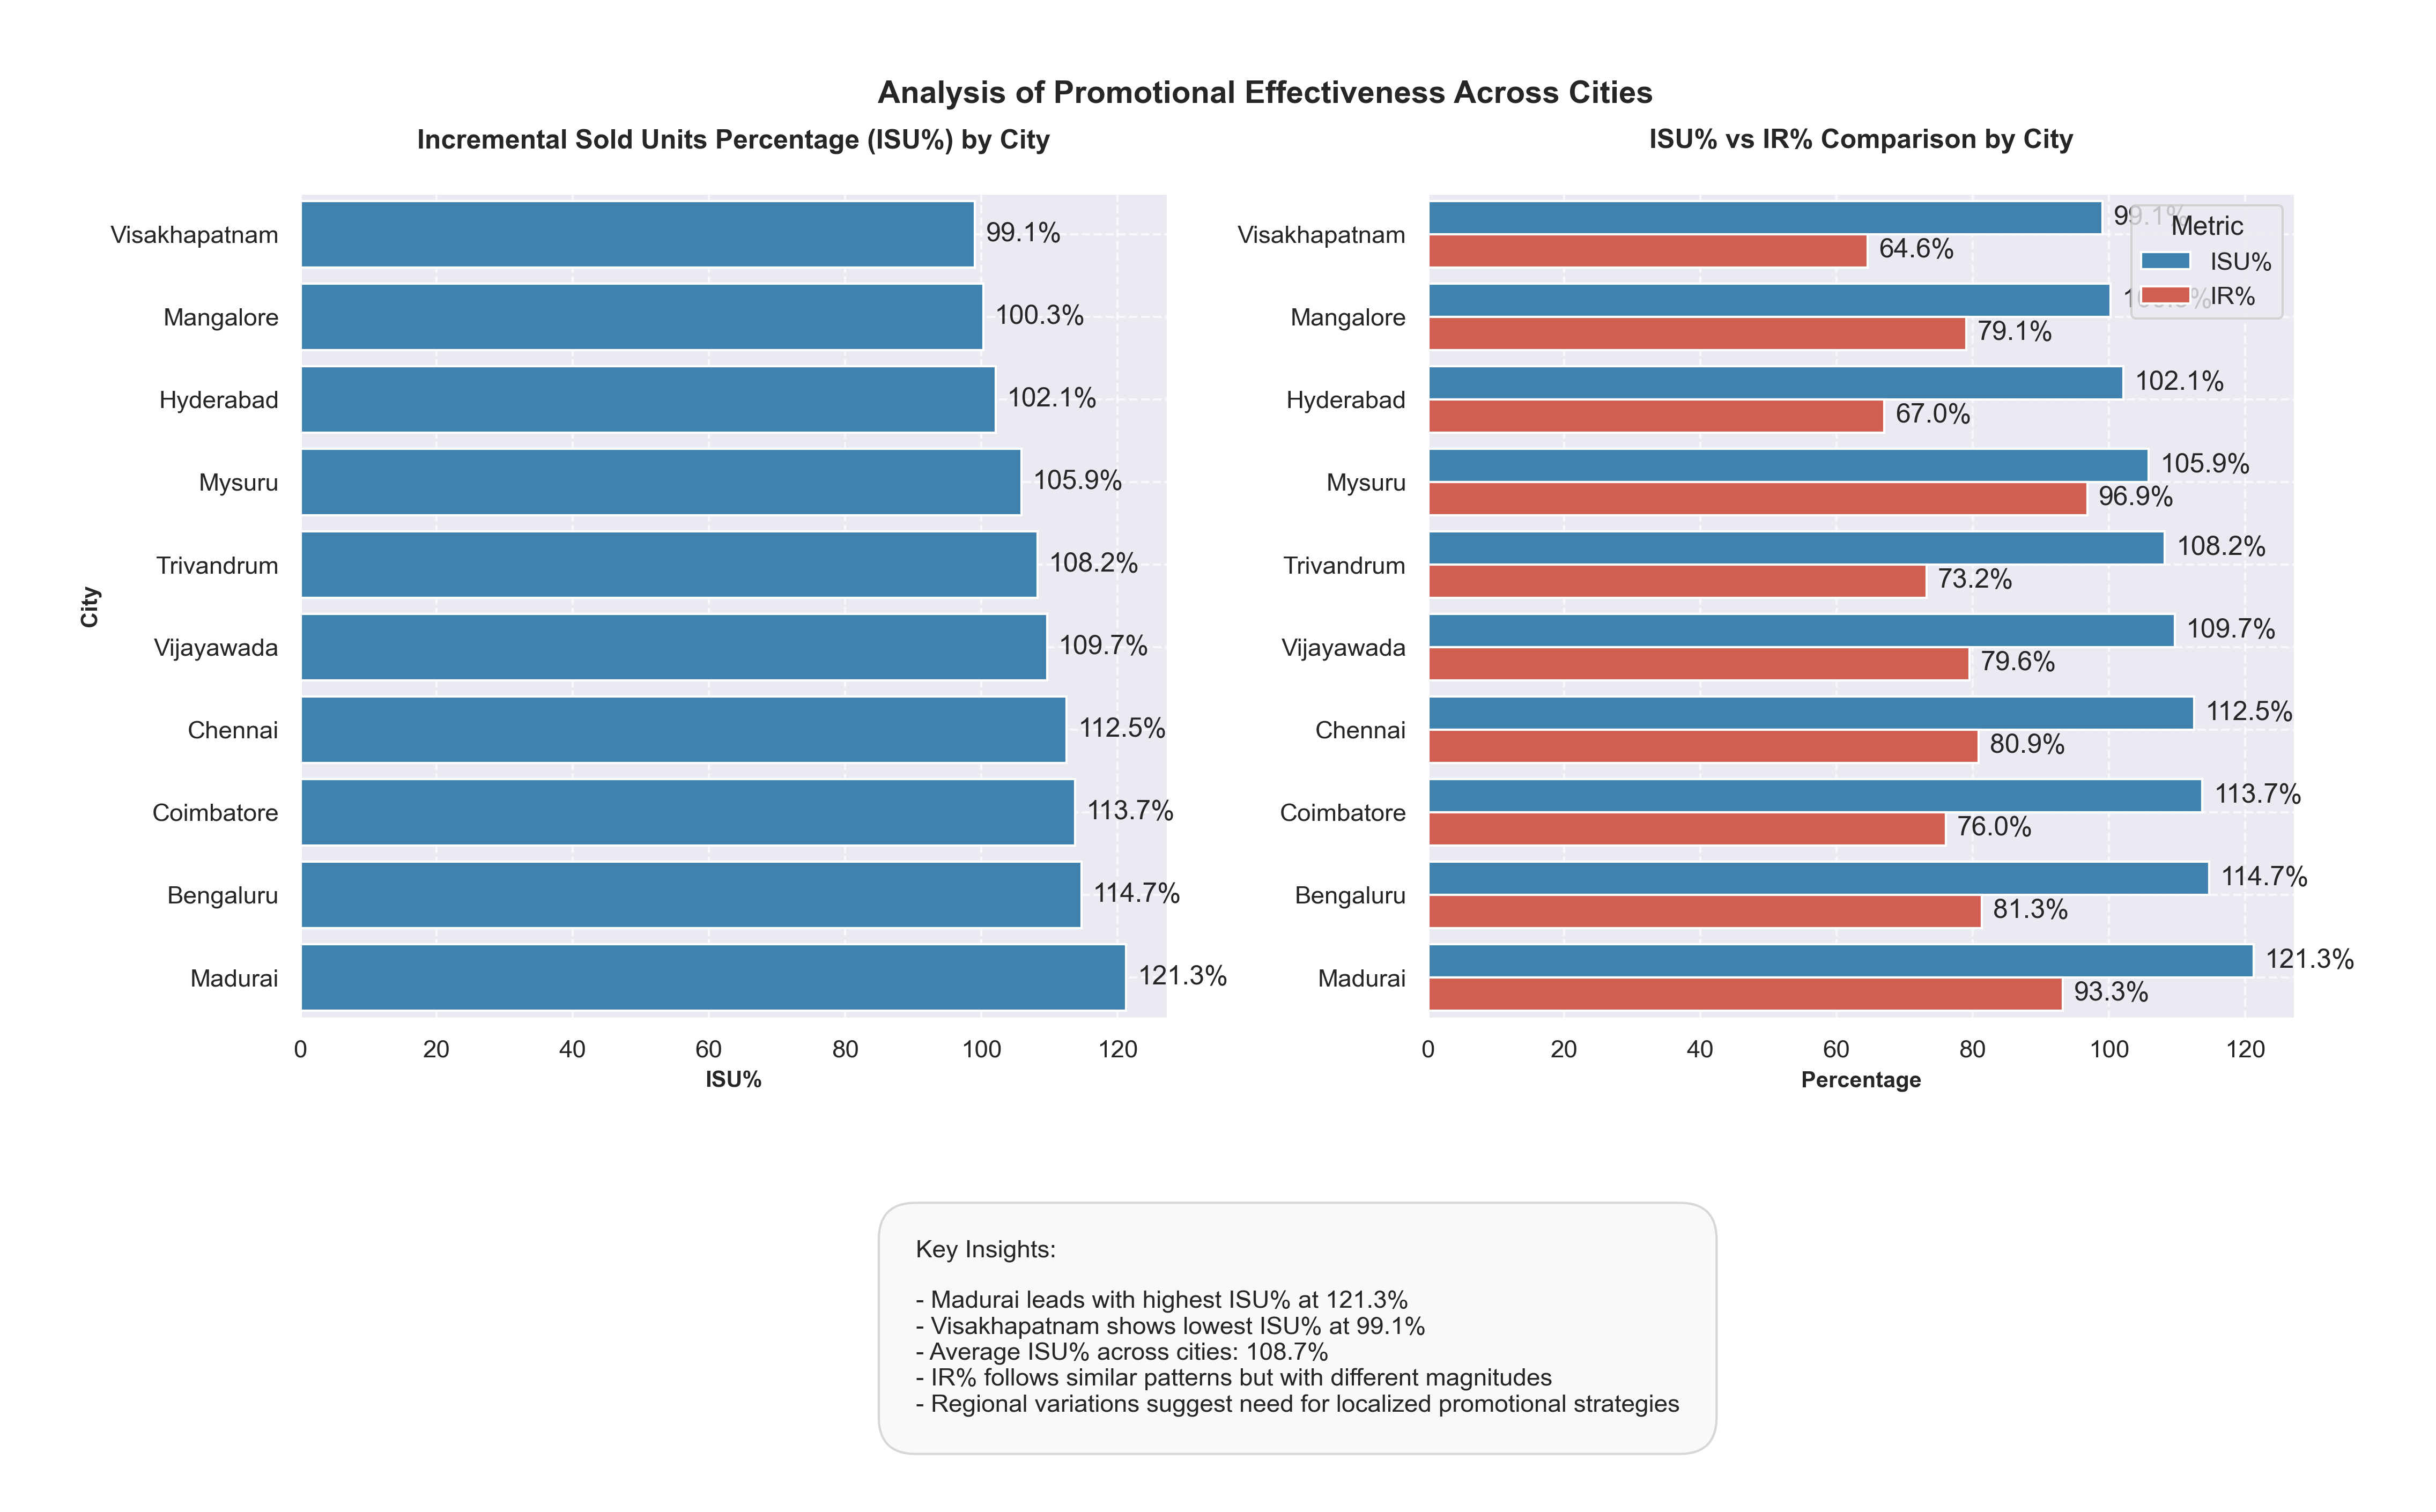 Analysis of Promotional Effectiveness Across Cities
Incremental Sold Units Percentage (ISU%) by City
City
Visakhapatnam 99.1%
Mangalore 100.3%
Hyderabad 102.1%
Mysuru 105.9%
Trivandrum 108.2%
Vijayawada 109.7%
Chennai 112.5%
Coimbatore 113.7%
Bengaluru 114.7%
Madurai 121.3%
0 20 40 60 80 100 120
ISU%
ISU% vs IR% Comparison by City
Metric
ISU%
IR%
Visakhapatnam 99.1%
64.6%
Mangalore
79.1%
Hyderabad 102.1%
67.0%
Mysuru 105.9%
96.9%
Trivandrum 108.2%
73.2%
Vijayawada 109.7%
79.6%
Chennai 112.5%
80.9%
Coimbatore 113.7%
76.0%
Bengaluru 114.7%
81.3%
Madurai 121.3%
93.3%
0 20 40 60 80 100 120
Percentage
Key Insights:
- Madurai leads with highest ISU% at 121.3%
- Visakhapatnam shows lowest ISU% at 99.1%
- Average ISU% across cities: 108.7%
- IR% follows similar patterns but with different magnitudes
- Regional variations suggest need for localized promotional strategies